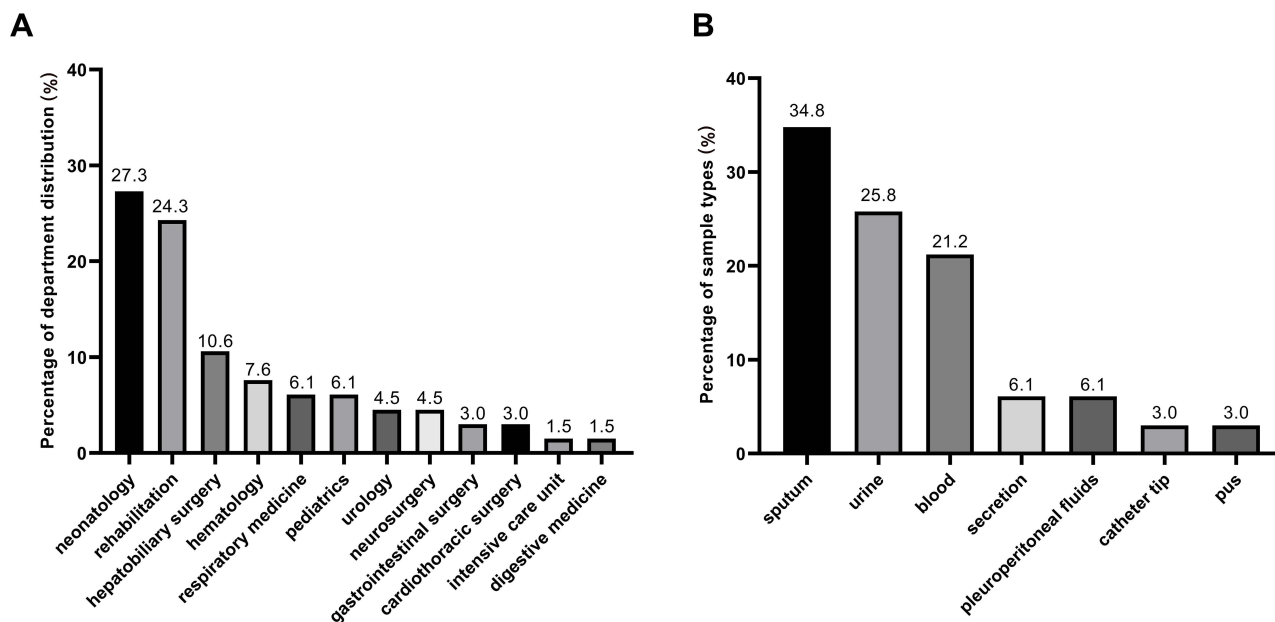 A
Percentage of department distribution (%)
40
30
20
10
0
27.3
24.3
10.6
7.6
6.1
6.1
4.5
4.5
3.0
3.0
1.5
1.5
neonatology
rehabilitation
hepatobiliary surgery
hematology
respiratory medicine
pediatrics
urology
neurosurgery
gastrointestinal surgery
cardiothoracic surgery
intensive care unit
digestive medicine
B
Percentage of sample types (%)
40
30
20
10
0
34.8
25.8
21.2
6.1
6.1
3.0
3.0
sputum
urine
blood
secretion
pleuroperitoneal fluids
catheter tip
pus